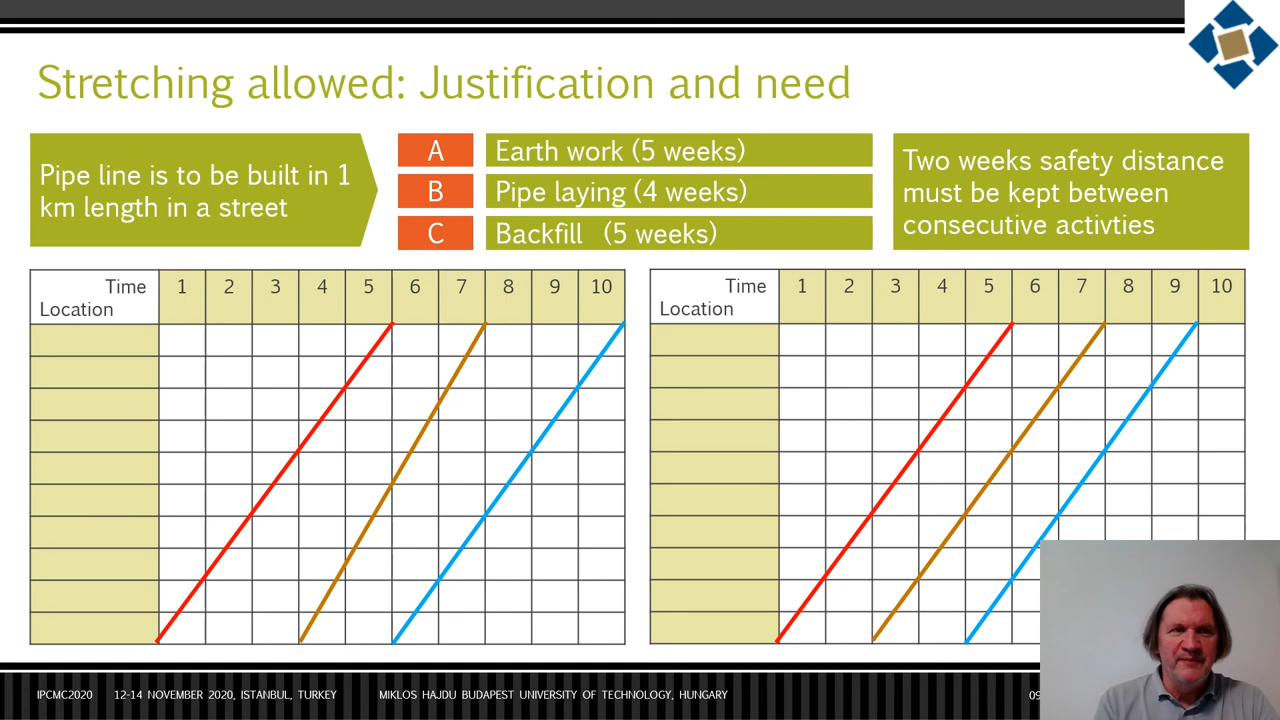 Stretching allowed: Justification and need
Pipe line is to be built in 1
km length in a street
A
Earth work (5 weeks)
B
Pipe laying (4 weeks)
C
Backfill (5 weeks)
Two weeks safety distance
must be kept between
consecutive activties
Time 1 2 3 4 5 6 7 8 9 10
Location
Time 1 2 3 4 5 6 7 8 9 10
Location
IPCMC2020 12-14 NOVEMBER 2020, ISTANBUL, TURKEY MIKLOS HAJDU BUDAPEST UNIVERSITY OF TECHNOLOGY, HUNGARY